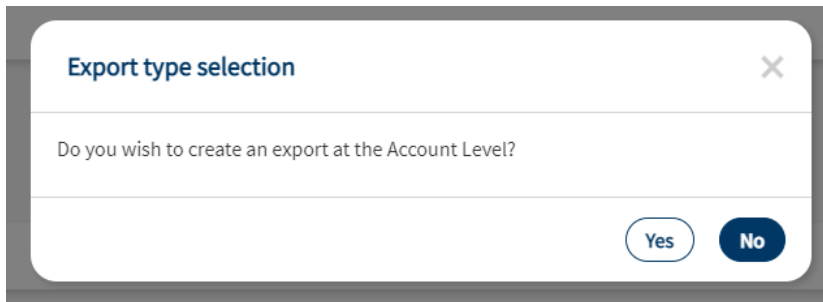 Export type selection
Do you wish to create an export at the Account Level?
Yes
No